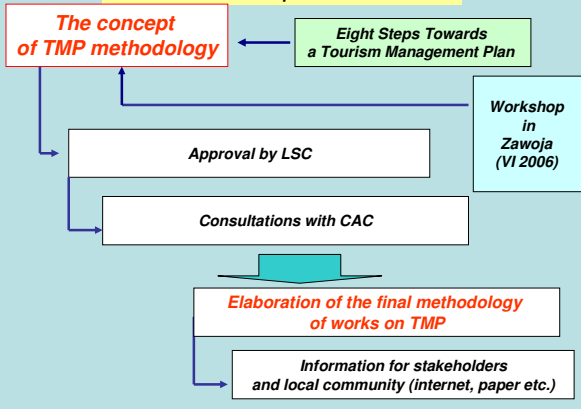 The concept
of TMP methodology
Eight Steps Towards
a Tourism Management Plan
Workshop
in
Zawoja
(VI 2006)
Approval by LSC
Consultations with CAC
Elaboration of the final methodology
of works on TMP
Information for stakeholders
and local community (internet, paper etc.)